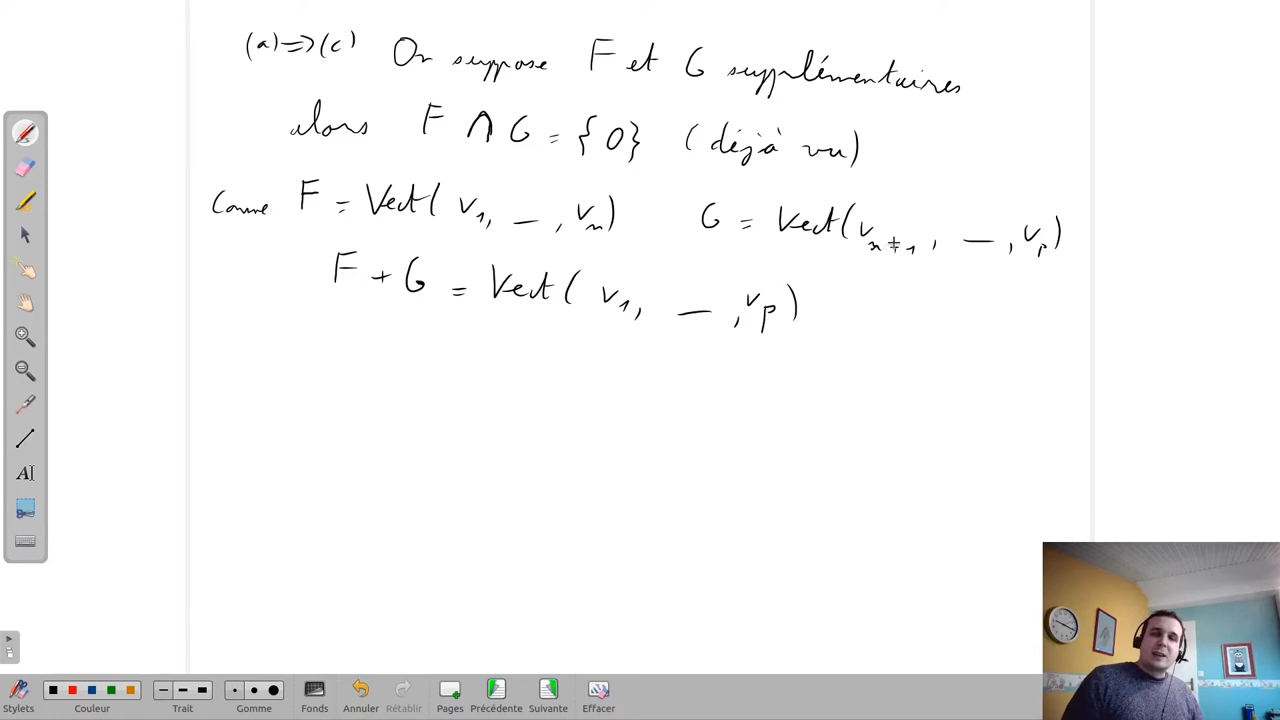 (a)=>(c) On suppose F et G supplémentaires
alors F ∩ G = {0} (déjà vu)
Comme F = Vect( v1, _ , vn) G = Vect(vn+1, _ , vp)
F + G = Vect( v1, _ , vp)
AI
Stylets Couleur Trait Gomme Fonds Annuler Rétablir Pages Précédente Suivante Effacer